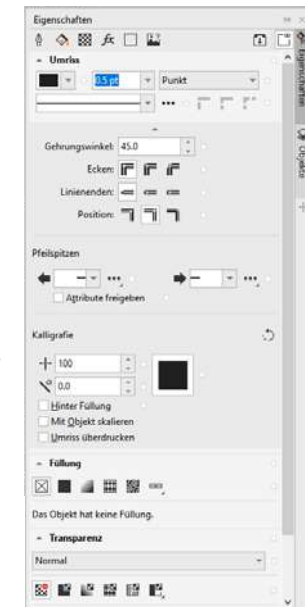 Eigenschaften
Umriss
0.5 pt Punkt
Gehrungswinkel: 45.0
Ecken:
Linienenden:
Position:
Pfeilspitzen
Attribute freigeben
Kalligrafie
100
0.0
Hinter Füllung
Mit Objekt skalieren
Umriss überdrucken
Füllung
Das Objekt hat keine Füllung.
Transparenz
Normal
Eigenschaften
Objekte